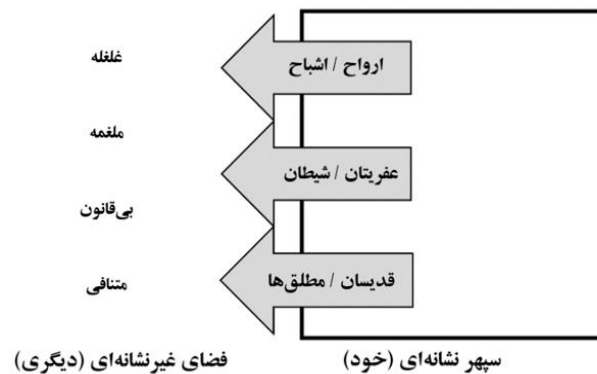 ارواح / اشباح
غلغله
ملغمه
عفریتان / شیطان
بی‌قانون
قدیسان / مطلق‌ها
متنافی
سپهر نشانه‌ای (خود)
فضای غیرنشانه‌ای (دیگری)